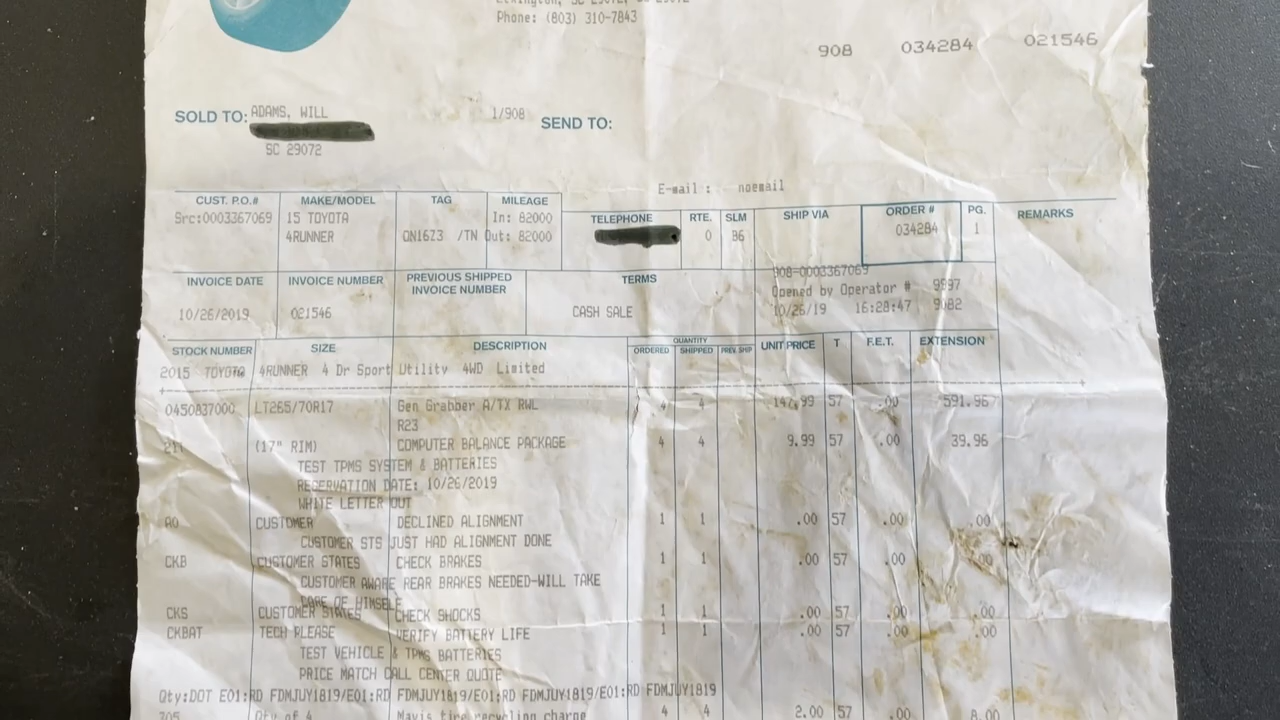 Phone: (803) 310-7843
908 034284 021546
SOLD TO: ADAMS, WILL 1/908 SEND TO:
SC 29072
E-mail : noemail
CUST. P.O.# MAKE/MODEL TAG MILEAGE TELEPHONE RTE. SLM SHIP VIA ORDER # PG. REMARKS
Src:0003367069 15 TOYOTA In: 82000 034284 1
4RUNNER QN16Z3 /TN Out: 82000 0 B6
INVOICE DATE INVOICE NUMBER PREVIOUS SHIPPED INVOICE NUMBER TERMS 908-0003367069
Opened by Operator # 9997
10/26/2019 021546 CASH SALE 10/26/19 16:28:47 9082
STOCK NUMBER SIZE DESCRIPTION QUANTITY ORDERED SHIPPED PREV. SHIP UNIT PRICE T F.E.T. EXTENSION
2015 TOYOTA 4RUNNER 4 Dr Sport Utility 4WD Limited
0450837000 LT265/70R17 Gen Grabber A/TX RWL 4 4 147.99 57 .00 591.96
R23
(17" RIM) COMPUTER BALANCE PACKAGE 4 4 9.99 57 .00 39.96
TEST TPMS SYSTEM & BATTERIES
RESERVATION DATE: 10/26/2019
WHITE LETTER OUT
AO CUSTOMER DECLINED ALIGNMENT 1 1 .00 57 .00 .00
CUSTOMER STS JUST HAD ALIGNMENT DONE
CKB CUSTOMER STATES CHECK BRAKES 1 1 .00 57 .00 .00
CUSTOMER AWARE REAR BRAKES NEEDED-WILL TAKE
CARE OF HIMSELF
CKS CUSTOMER STATES CHECK SHOCKS 1 1 .00 57 .00 .00
CKBAT TECH PLEASE VERIFY BATTERY LIFE 1 1 .00 57 .00 .00
TEST VEHICLE & TPMS BATTERIES
PRICE MATCH CALL CENTER QUOTE
Qty:DOT E01:RD FDMJUY1819/E01:RD FDMJUY1819/E01:RD FDMJUY1819/E01:RD FDMJUY1819
305 Qty of 4 Mavis tire recycling charge 4 4 2.00 57 .00 8.00